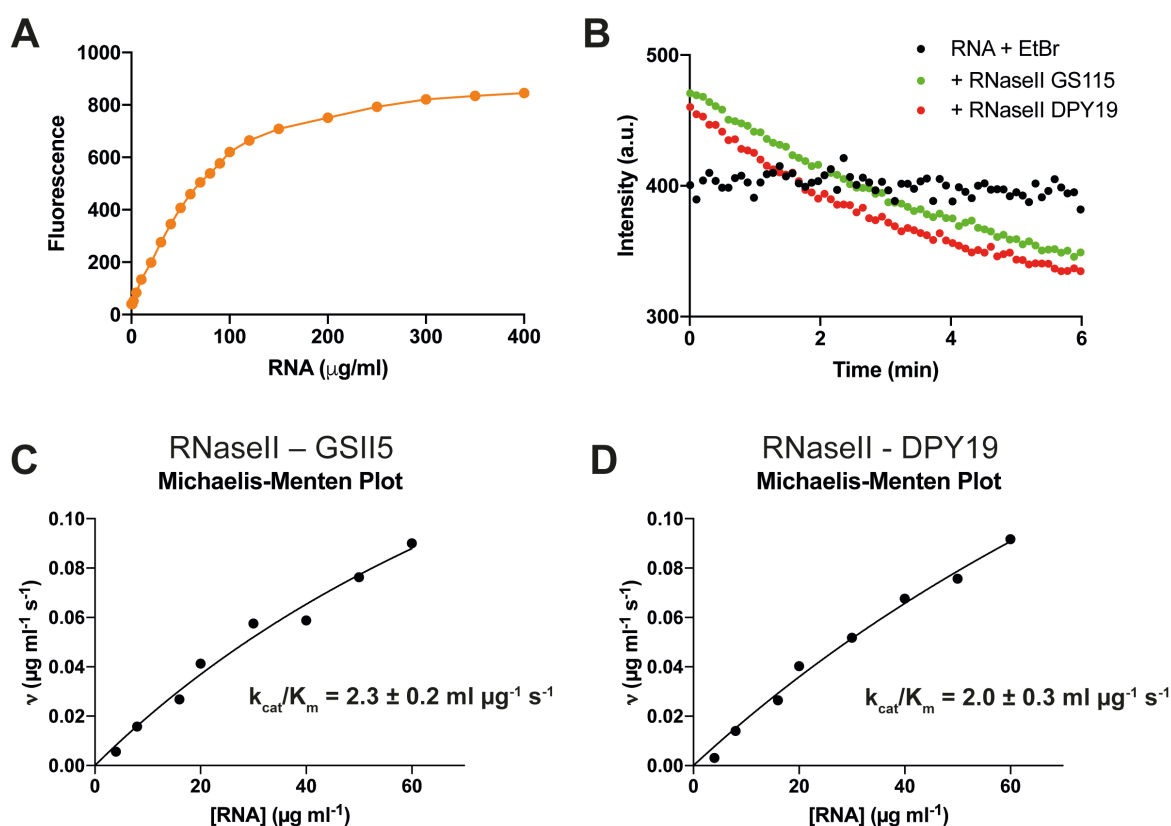 A
1000
800
600
400
200
0
Fluorescence
0 100 200 300 400
RNA (μg/ml)
B
500
400
300
Intensity (a.u.)
RNA + EtBr
+ RNaseII GS115
+ RNaseII DPY19
0 2 4 6
Time (min)
C
RNaseII – GSII5
Michaelis-Menten Plot
0.10
0.08
0.06
0.04
0.02
0.00
ν (μg ml⁻¹ s⁻¹)
k_cat/K_m = 2.3 ± 0.2 ml μg⁻¹ s⁻¹
0 20 40 60
[RNA] (μg ml⁻¹)
D
RNaseII - DPY19
Michaelis-Menten Plot
0.10
0.08
0.06
0.04
0.02
0.00
ν (μg ml⁻¹ s⁻¹)
k_cat/K_m = 2.0 ± 0.3 ml μg⁻¹ s⁻¹
0 20 40 60
[RNA] (μg ml⁻¹)